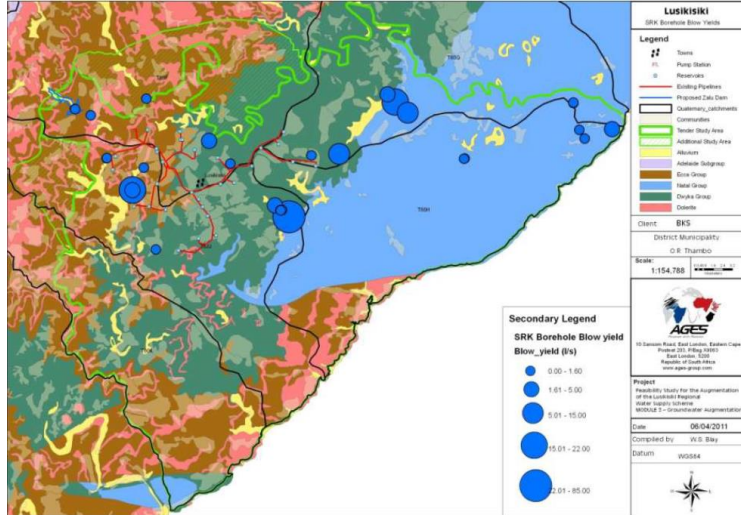 Lusikisiki
SRK Borehole Blow Yields
Legend
Towns
Pump Station
Reservoirs
Existing Pipelines
Proposed Zalu Dam
Quaternary_catchments
Communities
Tender Study Area
Additional Study Area
Alluvium
Adelaide Subgroup
Ecca Group
Natal Group
Dwyka Group
Dolerite
Client: BKS
District Municipality
O.R. Thambo
Scale:
1:154,788
AGES
East London, 5200
Republic of South Africa
www.ages-group.com
Project
Feasibility Study for the Augmentation
of the Lusikisiki Regional
Water Supply Scheme
MODULE 3 - Groundwater Augmentation
Date 06/04/2011
Compiled by W.S. Blay
Datum WGS84
Secondary Legend
SRK Borehole Blow yield
Blow_yield (l/s)
0.00 - 1.60
1.61 - 5.00
5.01 - 15.00
15.01 - 22.00
22.01 - 65.00